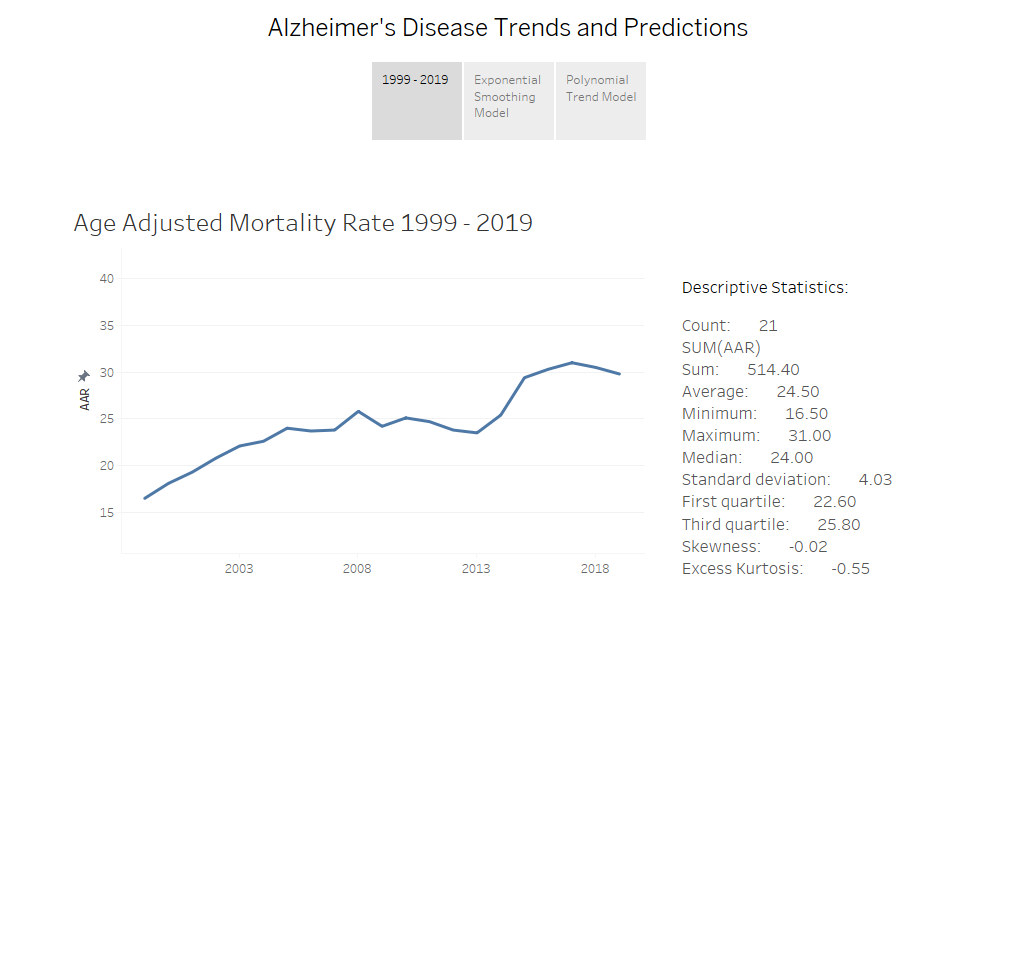 Alzheimer's Disease Trends and Predictions
1999 - 2019
Exponential
Smoothing
Model
Polynomial
Trend Model
Age Adjusted Mortality Rate 1999 - 2019
40
35
30
25
20
15
AAR
2003 2008 2013 2018
Descriptive Statistics:
Count: 21
SUM(AAR)
Sum: 514.40
Average: 24.50
Minimum: 16.50
Maximum: 31.00
Median: 24.00
Standard deviation: 4.03
First quartile: 22.60
Third quartile: 25.80
Skewness: -0.02
Excess Kurtosis: -0.55